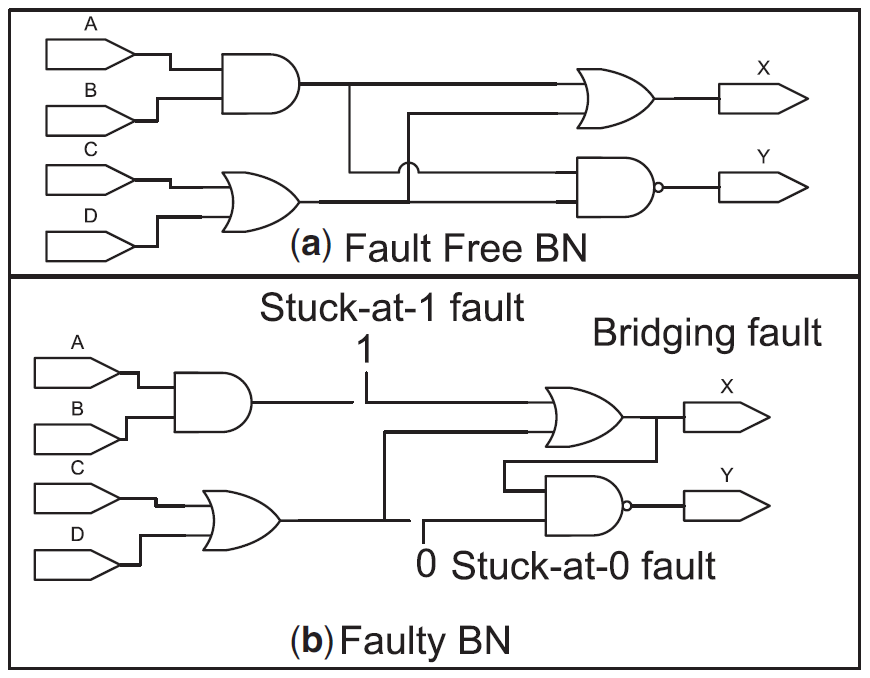 A
X
B
Y
C
D
(a) Fault Free BN
Stuck-at-1 fault
1
Bridging fault
A
X
B
C
Y
D
0 Stuck-at-0 fault
(b) Faulty BN